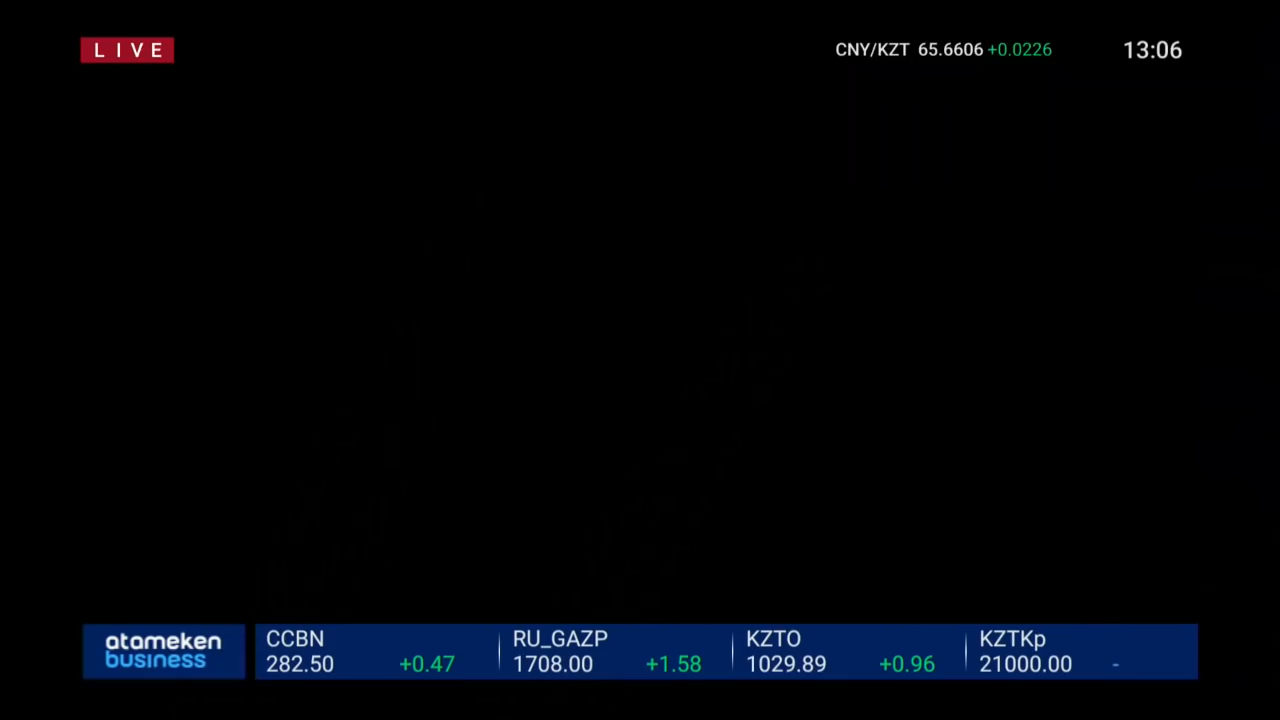 LIVE
CNY/KZT 65.6606 +0.0226
13:06
atameken
business
CCBN
282.50 +0.47
RU_GAZP
1708.00 +1.58
KZTO
1029.89 +0.96
KZTKp
21000.00 -